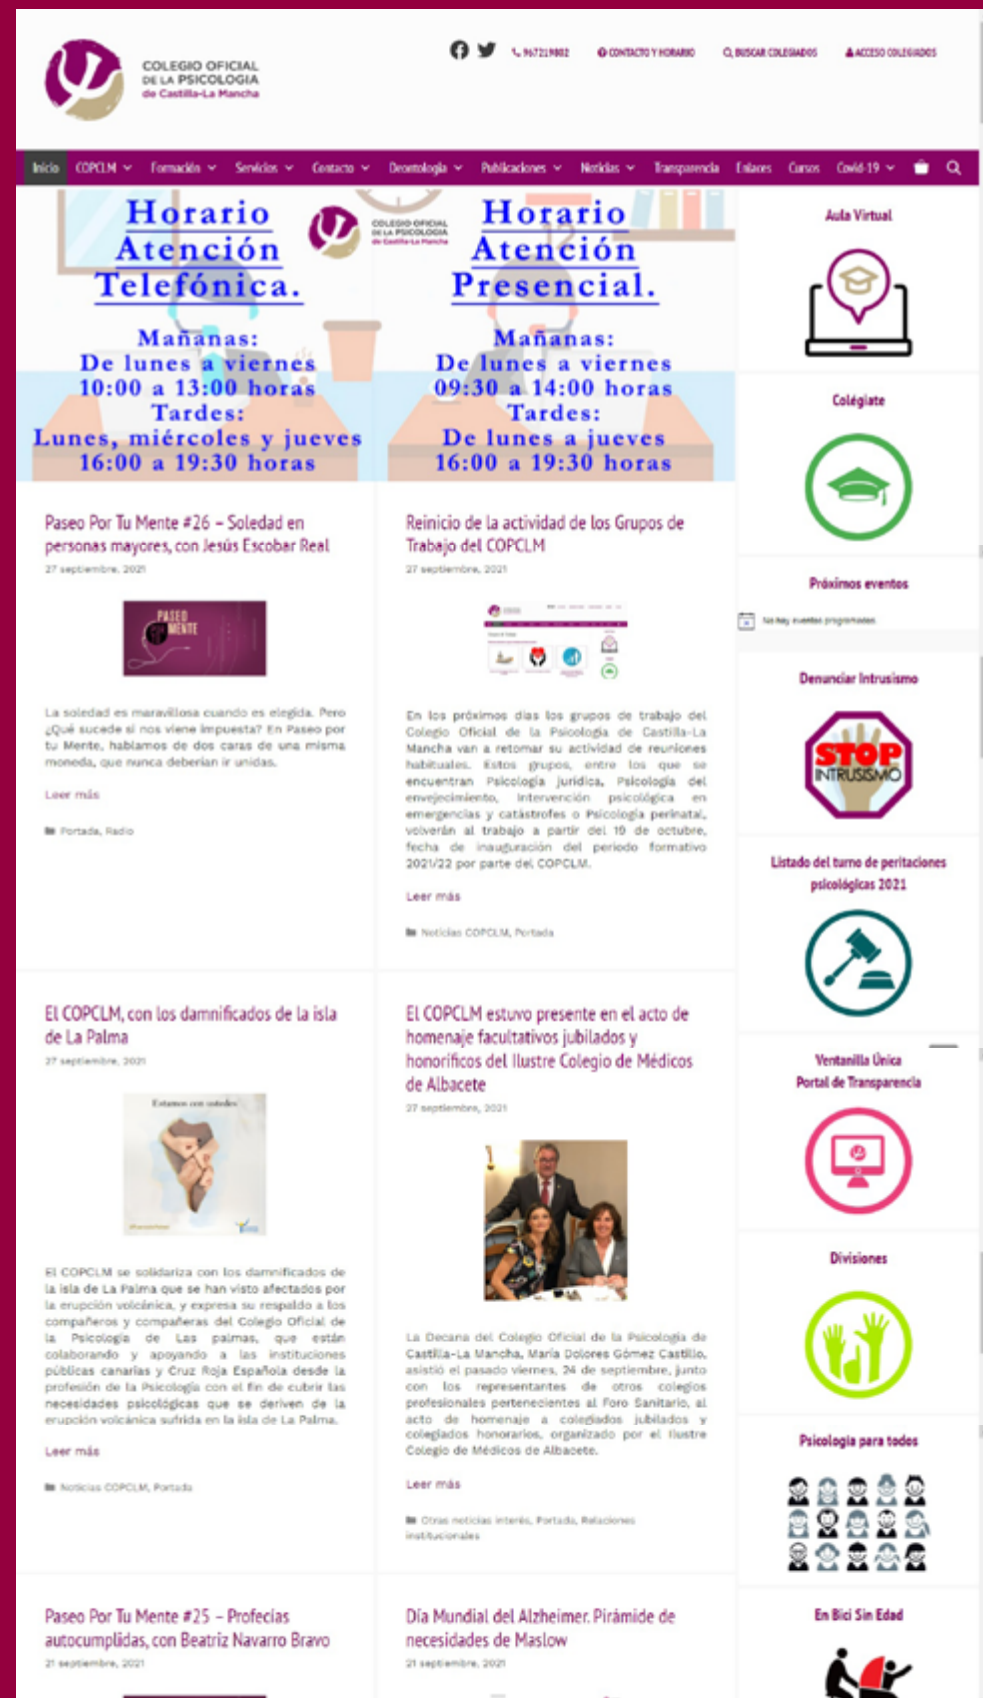 COLEGIO OFICIAL
DE LA PSICOLOGIA
de Castilla-La Mancha
967219802
CONTACTO Y HORARIO
BUSCAR COLEGIADOS
ACCESO COLEGIADOS
Inicio COPCLM Formación Servicios Contacto Deontología Publicaciones Noticias Transparencia Enlaces Cursos Covid-19
Horario
Atención
Telefónica.
Mañanas:
De lunes a viernes
10:00 a 13:00 horas
Tardes:
Lunes, miércoles y jueves
16:00 a 19:30 horas
COLEGIO OFICIAL
DE LA PSICOLOGIA
de Castilla-La Mancha
Horario
Atención
Presencial.
Mañanas:
De lunes a viernes
09:30 a 14:00 horas
Tardes:
De lunes a jueves
16:00 a 19:30 horas
Paseo Por Tu Mente #26 – Soledad en
personas mayores, con Jesús Escobar Real
27 septiembre, 2021
PASEO
MENTE
La soledad es maravillosa cuando es elegida. Pero
¿Qué sucede si nos viene impuesta? En Paseo por
tu Mente, hablamos de dos caras de una misma
moneda, que nunca deberían ir unidas.
Leer más
Portada, Radio
Reinicio de la actividad de los Grupos de
Trabajo del COPCLM
27 septiembre, 2021
En los próximos días los grupos de trabajo del
Colegio Oficial de la Psicología de Castilla-La
Mancha van a retomar su actividad de reuniones
habituales. Estos grupos, entre los que se
encuentran Psicología jurídica, Psicología del
envejecimiento, Intervención psicológica en
emergencias y catástrofes o Psicología perinatal,
volverán al trabajo a partir del 19 de octubre,
fecha de inauguración del periodo formativo
2021/22 por parte del COPCLM.
Leer más
Noticias COPCLM, Portada
El COPCLM, con los damnificados de la isla
de La Palma
27 septiembre, 2021
Estamos con ustedes
El COPCLM se solidariza con los damnificados de
la isla de La Palma que se han visto afectados por
la erupción volcánica, y expresa su respaldo a los
compañeros y compañeras del Colegio Oficial de
la Psicología de Las palmas, que están
colaborando y apoyando a las instituciones
públicas canarias y Cruz Roja Española desde la
profesión de la Psicología con el fin de cubrir las
necesidades psicológicas que se deriven de la
erupción volcánica sufrida en la isla de La Palma.
Leer más
Noticias COPCLM, Portada
El COPCLM estuvo presente en el acto de
homenaje facultativos jubilados y
honoríficos del Ilustre Colegio de Médicos
de Albacete
27 septiembre, 2021
La Decana del Colegio Oficial de la Psicología de
Castilla-La Mancha, María Dolores Gómez Castillo,
asistió el pasado viernes, 24 de septiembre, junto
con los representantes de otros colegios
profesionales pertenecientes al Foro Sanitario, al
acto de homenaje a colegiados jubilados y
colegiados honorarios, organizado por el Ilustre
Colegio de Médicos de Albacete.
Leer más
Otras noticias interés, Portada, Relaciones
institucionales
Paseo Por Tu Mente #25 – Profecías
autocumplidas, con Beatriz Navarro Bravo
21 septiembre, 2021
Día Mundial del Alzheimer. Pirámide de
necesidades de Maslow
21 septiembre, 2021
Aula Virtual
Colégiate
Próximos eventos
No hay eventos programados.
Denunciar Intrusismo
STOP
INTRUSISMO
Listado del turno de peritaciones
psicológicas 2021
Ventanilla Única
Portal de Transparencia
Divisiones
Psicología para todos
En Bici Sin Edad